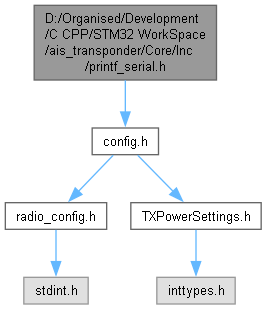 D:/Organised/Development
/C CPP/STM32 WorkSpace
/ais_transponder/Core/Inc
/printf_serial.h
config.h
radio_config.h
TXPowerSettings.h
stdint.h
inttypes.h